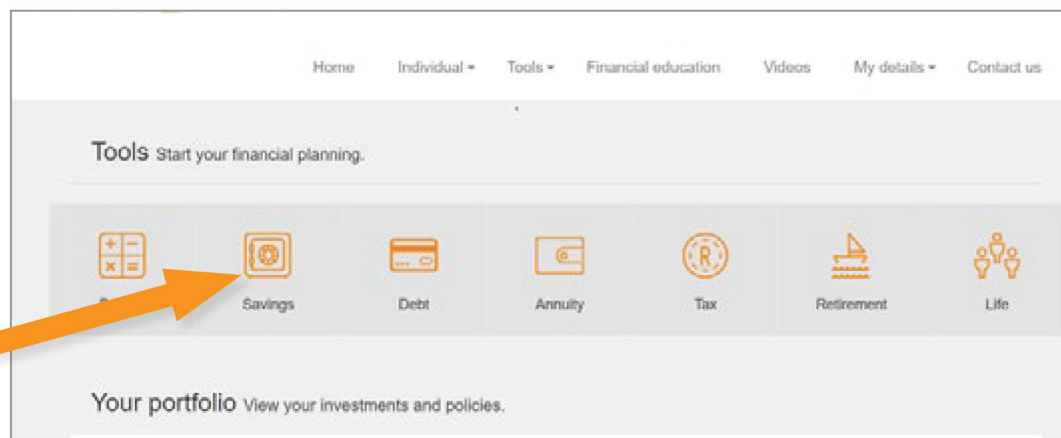 Home Individual Tools Financial education Videos My details Contact us
Tools Start your financial planning.
+ −
× =
R
Savings Debt Annuity Tax Retirement Life
Your portfolio View your investments and policies.